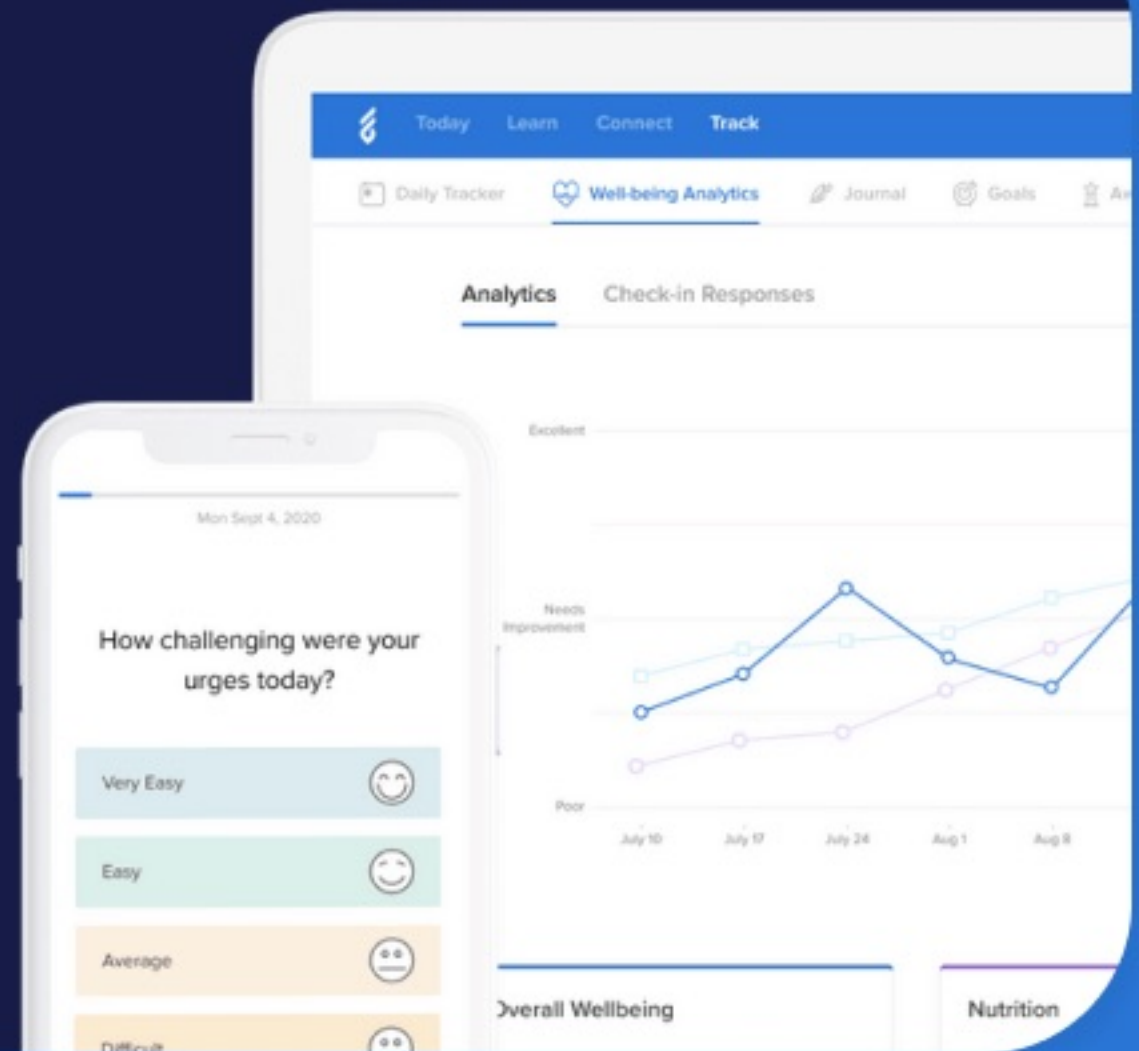 Today Learn Connect Track
Daily Tracker Well-being Analytics Journal Goals
Analytics Check-in Responses
Excellent
Needs
Improvement
Poor
July 10 July 17 July 24 Aug 1 Aug 8
Overall Wellbeing Nutrition
Mon Sept 4, 2020
How challenging were your
urges today?
Very Easy
Easy
Average
Difficult